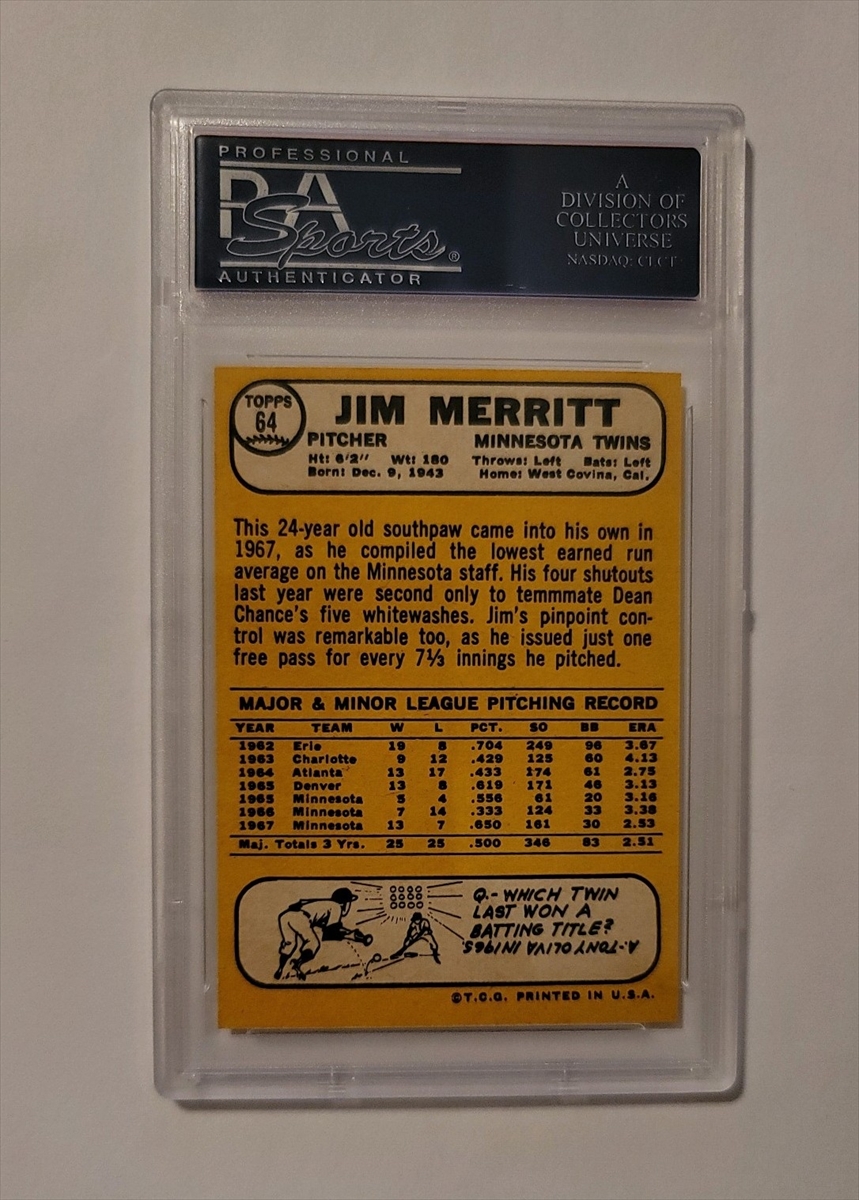 PROFESSIONAL
PSA
Sports®
AUTHENTICATOR
A
DIVISION OF
COLLECTORS
UNIVERSE
NASDAQ: CLCT
TOPPS
64
JIM MERRITT
PITCHER MINNESOTA TWINS
Ht: 6'2" Wt: 180 Throws: Left Bats: Left
Born: Dec. 9, 1943 Home: West Covina, Cal.
This 24-year old southpaw came into his own in
1967, as he compiled the lowest earned run
average on the Minnesota staff. His four shutouts
last year were second only to temmmate Dean
Chance's five whitewashes. Jim's pinpoint con-
trol was remarkable too, as he issued just one
free pass for every 7⅓ innings he pitched.
MAJOR & MINOR LEAGUE PITCHING RECORD
YEAR TEAM W L PCT. SO BB ERA
1962 Erie 19 8 .704 249 96 3.67
1963 Charlotte 9 12 .429 125 60 4.13
1964 Atlanta 13 17 .433 174 61 2.75
1965 Denver 13 8 .619 171 46 3.13
1965 Minnesota 5 4 .556 61 20 3.16
1966 Minnesota 7 14 .333 124 33 3.38
1967 Minnesota 13 7 .650 161 30 2.53
Maj. Totals 3 Yrs. 25 25 .500 346 83 2.51
Q.- WHICH TWIN
LAST WON A
BATTING TITLE?
A.-TONY OLIVA IN 1965
©T.C.G. PRINTED IN U.S.A.